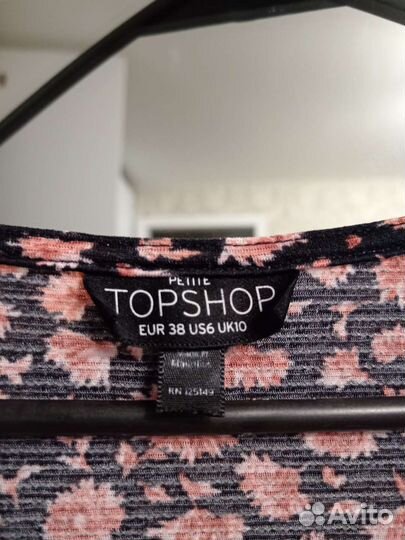 PETITE
TOPSHOP
EUR 38 US6 UK10
RN 125149
Avito